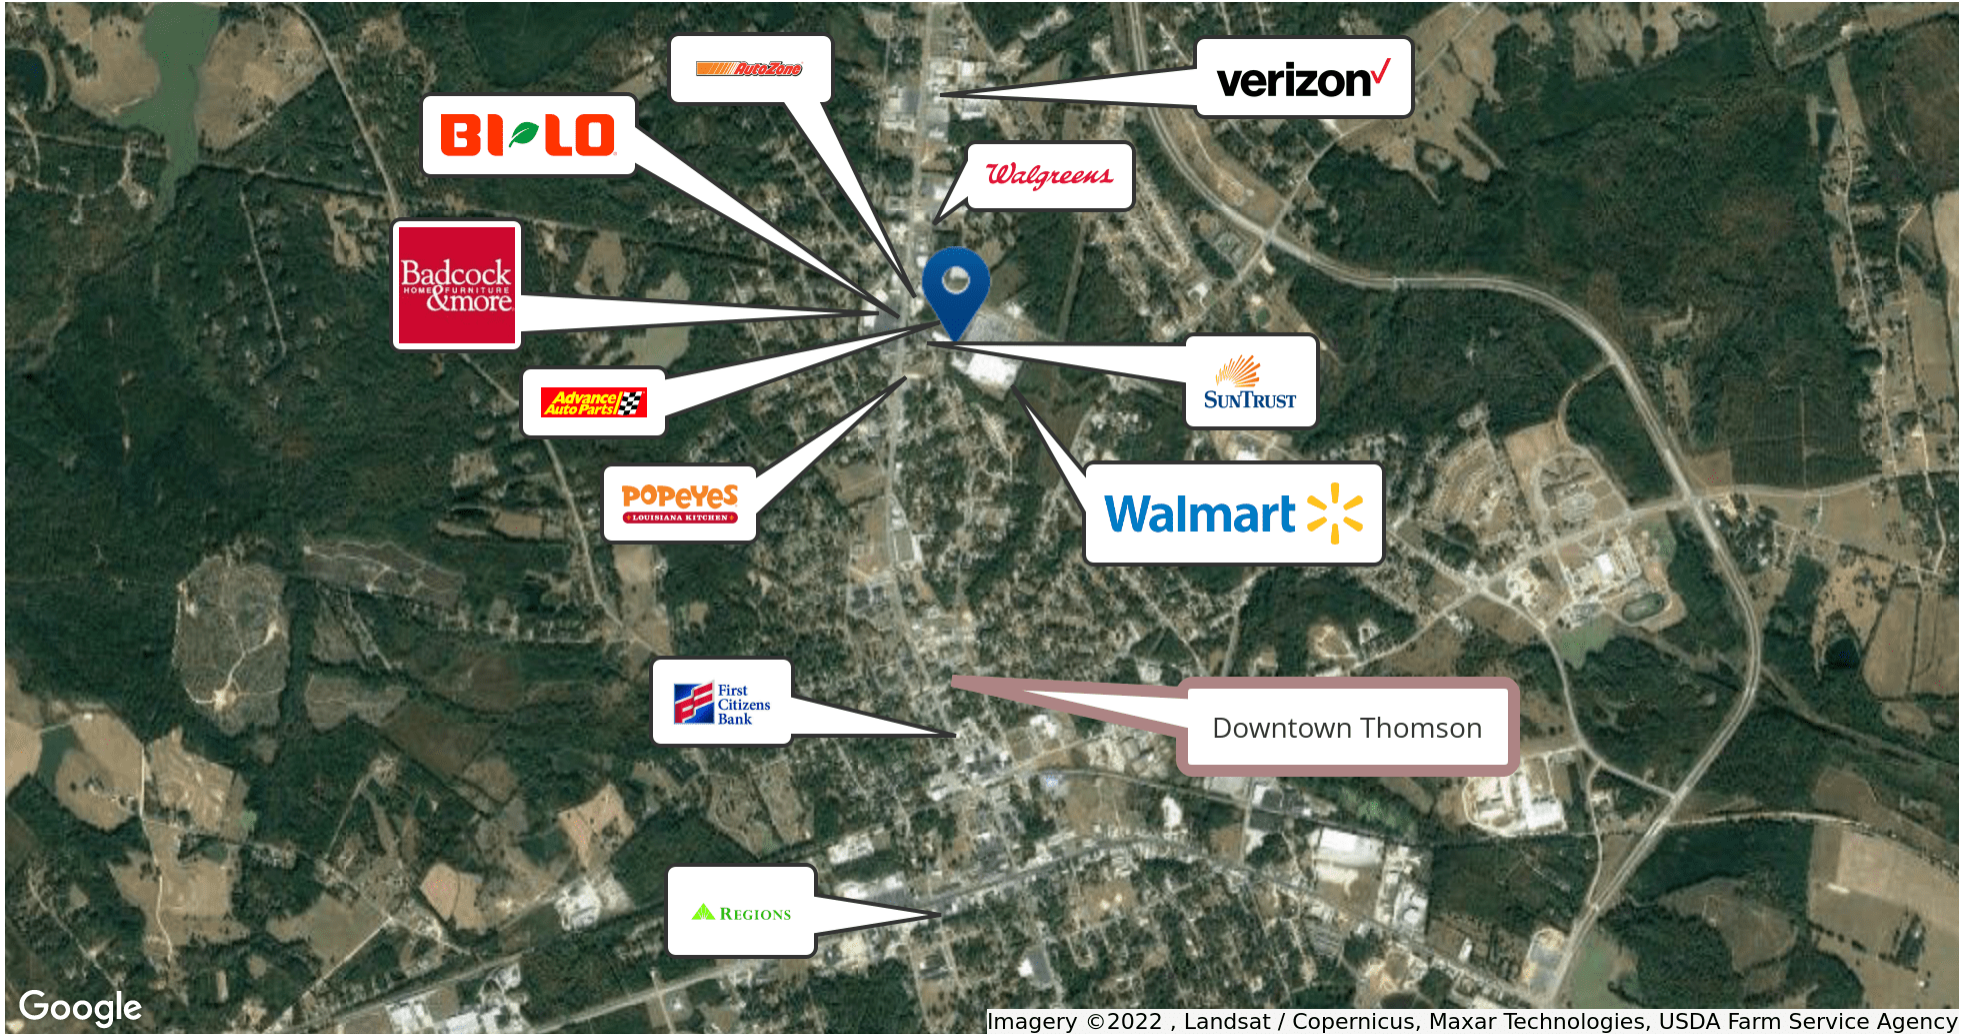 AutoZone
verizon
BI-LO
Walgreens
Badcock
HOME FURNITURE
&more
SUNTRUST
Advance
Auto Parts
POPEYES
LOUISIANA KITCHEN
Walmart
First
Citizens
Bank
Downtown Thomson
REGIONS
Google
Imagery ©2022 , Landsat / Copernicus, Maxar Technologies, USDA Farm Service Agency